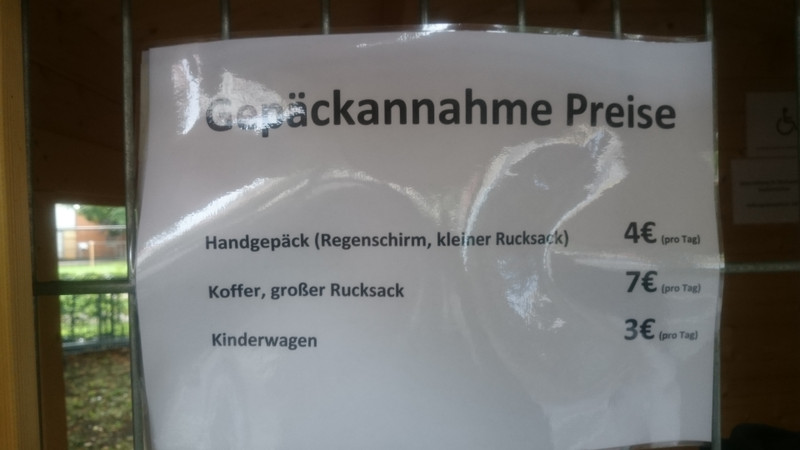 Gepäckannahme Preise
Handgepäck (Regenschirm, kleiner Rucksack) 4€ (pro Tag)
Koffer, großer Rucksack 7€ (pro Tag)
Kinderwagen 3€ (pro Tag)